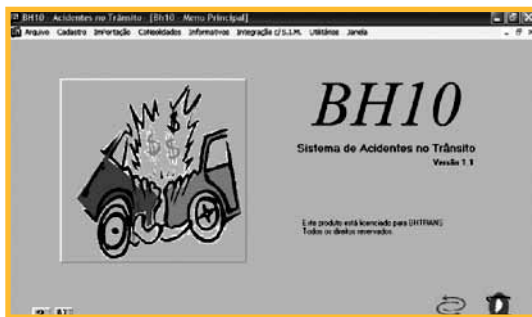 BH10 - Acidentes no Trânsito - [Bh10 - Menu Principal]
Arquivo Cadastro Importação Consolidados Informativos Integração c/ S.I.M. Utilitários Janela
$ $ $
BH10
Sistema de Acidentes no Trânsito
Versão 1.1
Este produto está licenciado para BHTRANS
Todos os direitos reservados.